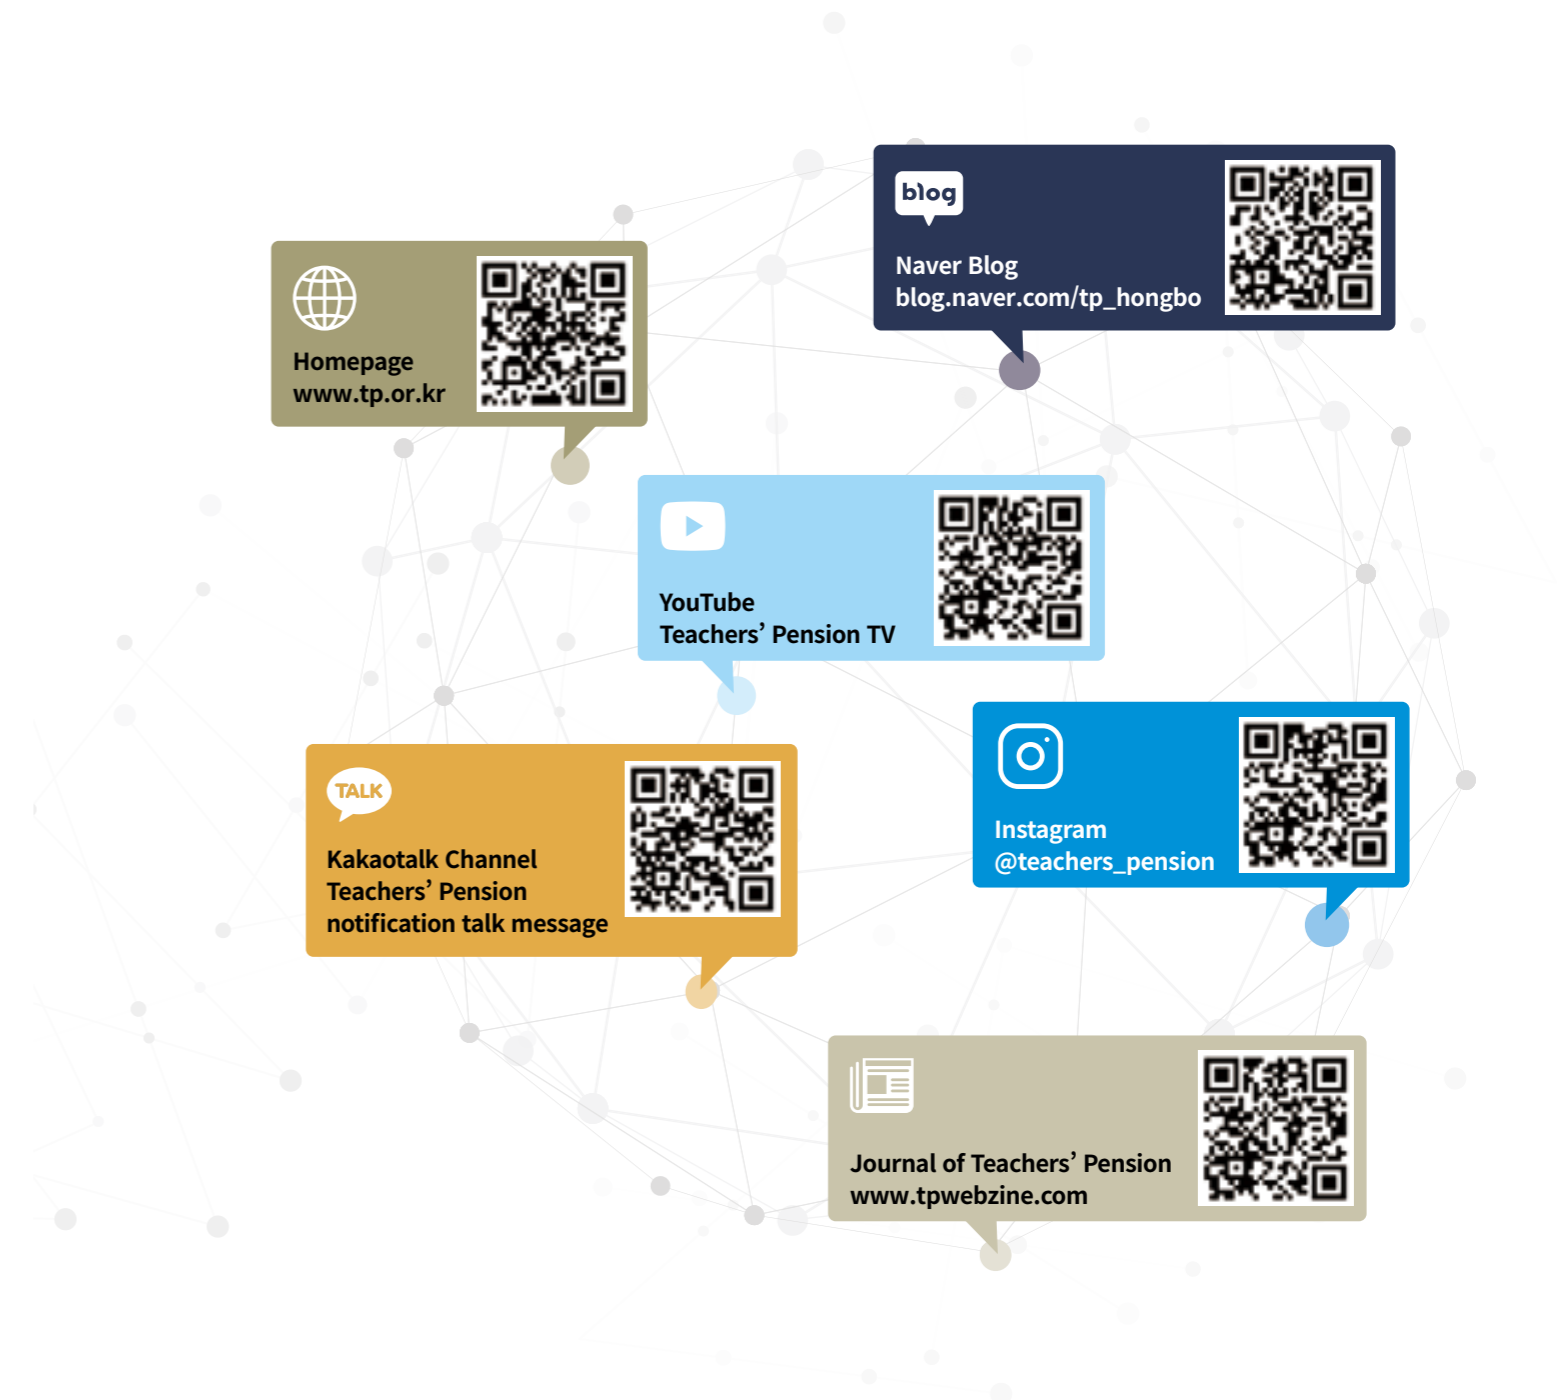 blog
Naver Blog
blog.naver.com/tp_hongbo
Homepage
www.tp.or.kr
YouTube
Teachers’ Pension TV
Instagram
@teachers_pension
TALK
Kakaotalk Channel
Teachers’ Pension
notification talk message
Journal of Teachers’ Pension
www.tpwebzine.com